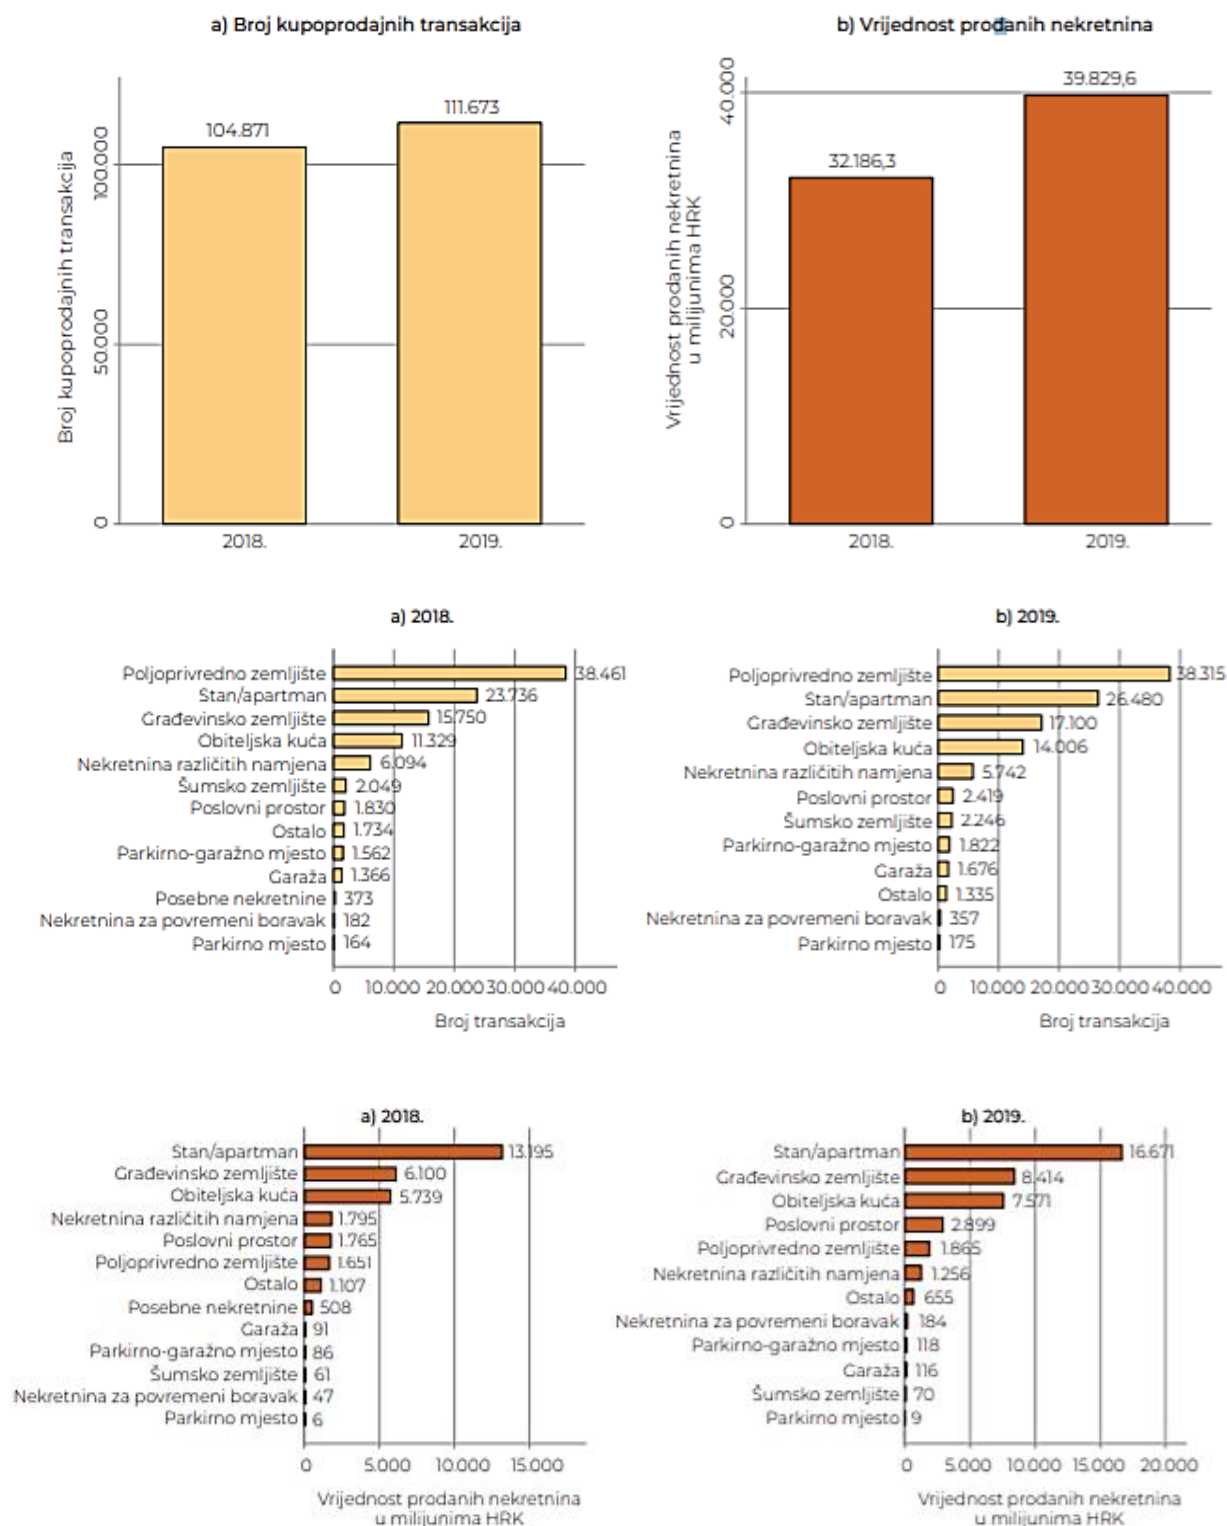 a) Broj kupoprodajnih transakcija
Broj kupoprodajnih transakcija
100.000
50.000
0
104.871
111.673
2018.
2019.
b) Vrijednost prodanih nekretnina
Vrijednost prodanih nekretnina
u milijunima HRK
40.000
20.000
0
32.186,3
39.829,6
2018.
2019.
a) 2018.
Poljoprivredno zemljište 38.461
Stan/apartman 23.736
Građevinsko zemljište 15.750
Obiteljska kuća 11.329
Nekretnina različitih namjena 6.094
Šumsko zemljište 2.049
Poslovni prostor 1.830
Ostalo 1.734
Parkirno-garažno mjesto 1.562
Garaža 1.366
Posebne nekretnine 373
Nekretnina za povremeni boravak 182
Parkirno mjesto 164
0 10.000 20.000 30.000 40.000
Broj transakcija
b) 2019.
Poljoprivredno zemljište 38.315
Stan/apartman 26.480
Građevinsko zemljište 17.100
Obiteljska kuća 14.006
Nekretnina različitih namjena 5.742
Poslovni prostor 2.419
Šumsko zemljište 2.246
Parkirno-garažno mjesto 1.822
Garaža 1.676
Ostalo 1.335
Nekretnina za povremeni boravak 357
Parkirno mjesto 175
0 10.000 20.000 30.000 40.000
Broj transakcija
a) 2018.
Stan/apartman 13.195
Građevinsko zemljište 6.100
Obiteljska kuća 5.739
Nekretnina različitih namjena 1.795
Poslovni prostor 1.765
Poljoprivredno zemljište 1.651
Ostalo 1.107
Posebne nekretnine 508
Garaža 91
Parkirno-garažno mjesto 86
Šumsko zemljište 61
Nekretnina za povremeni boravak 47
Parkirno mjesto 6
0 5.000 10.000 15.000
Vrijednost prodanih nekretnina
u milijunima HRK
b) 2019.
Stan/apartman 16.671
Građevinsko zemljište 8.414
Obiteljska kuća 7.571
Poslovni prostor 2.899
Poljoprivredno zemljište 1.865
Nekretnina različitih namjena 1.256
Ostalo 655
Nekretnina za povremeni boravak 184
Parkirno-garažno mjesto 118
Garaža 116
Šumsko zemljište 70
Parkirno mjesto 9
0 5.000 10.000 15.000 20.000
Vrijednost prodanih nekretnina
u milijunima HRK